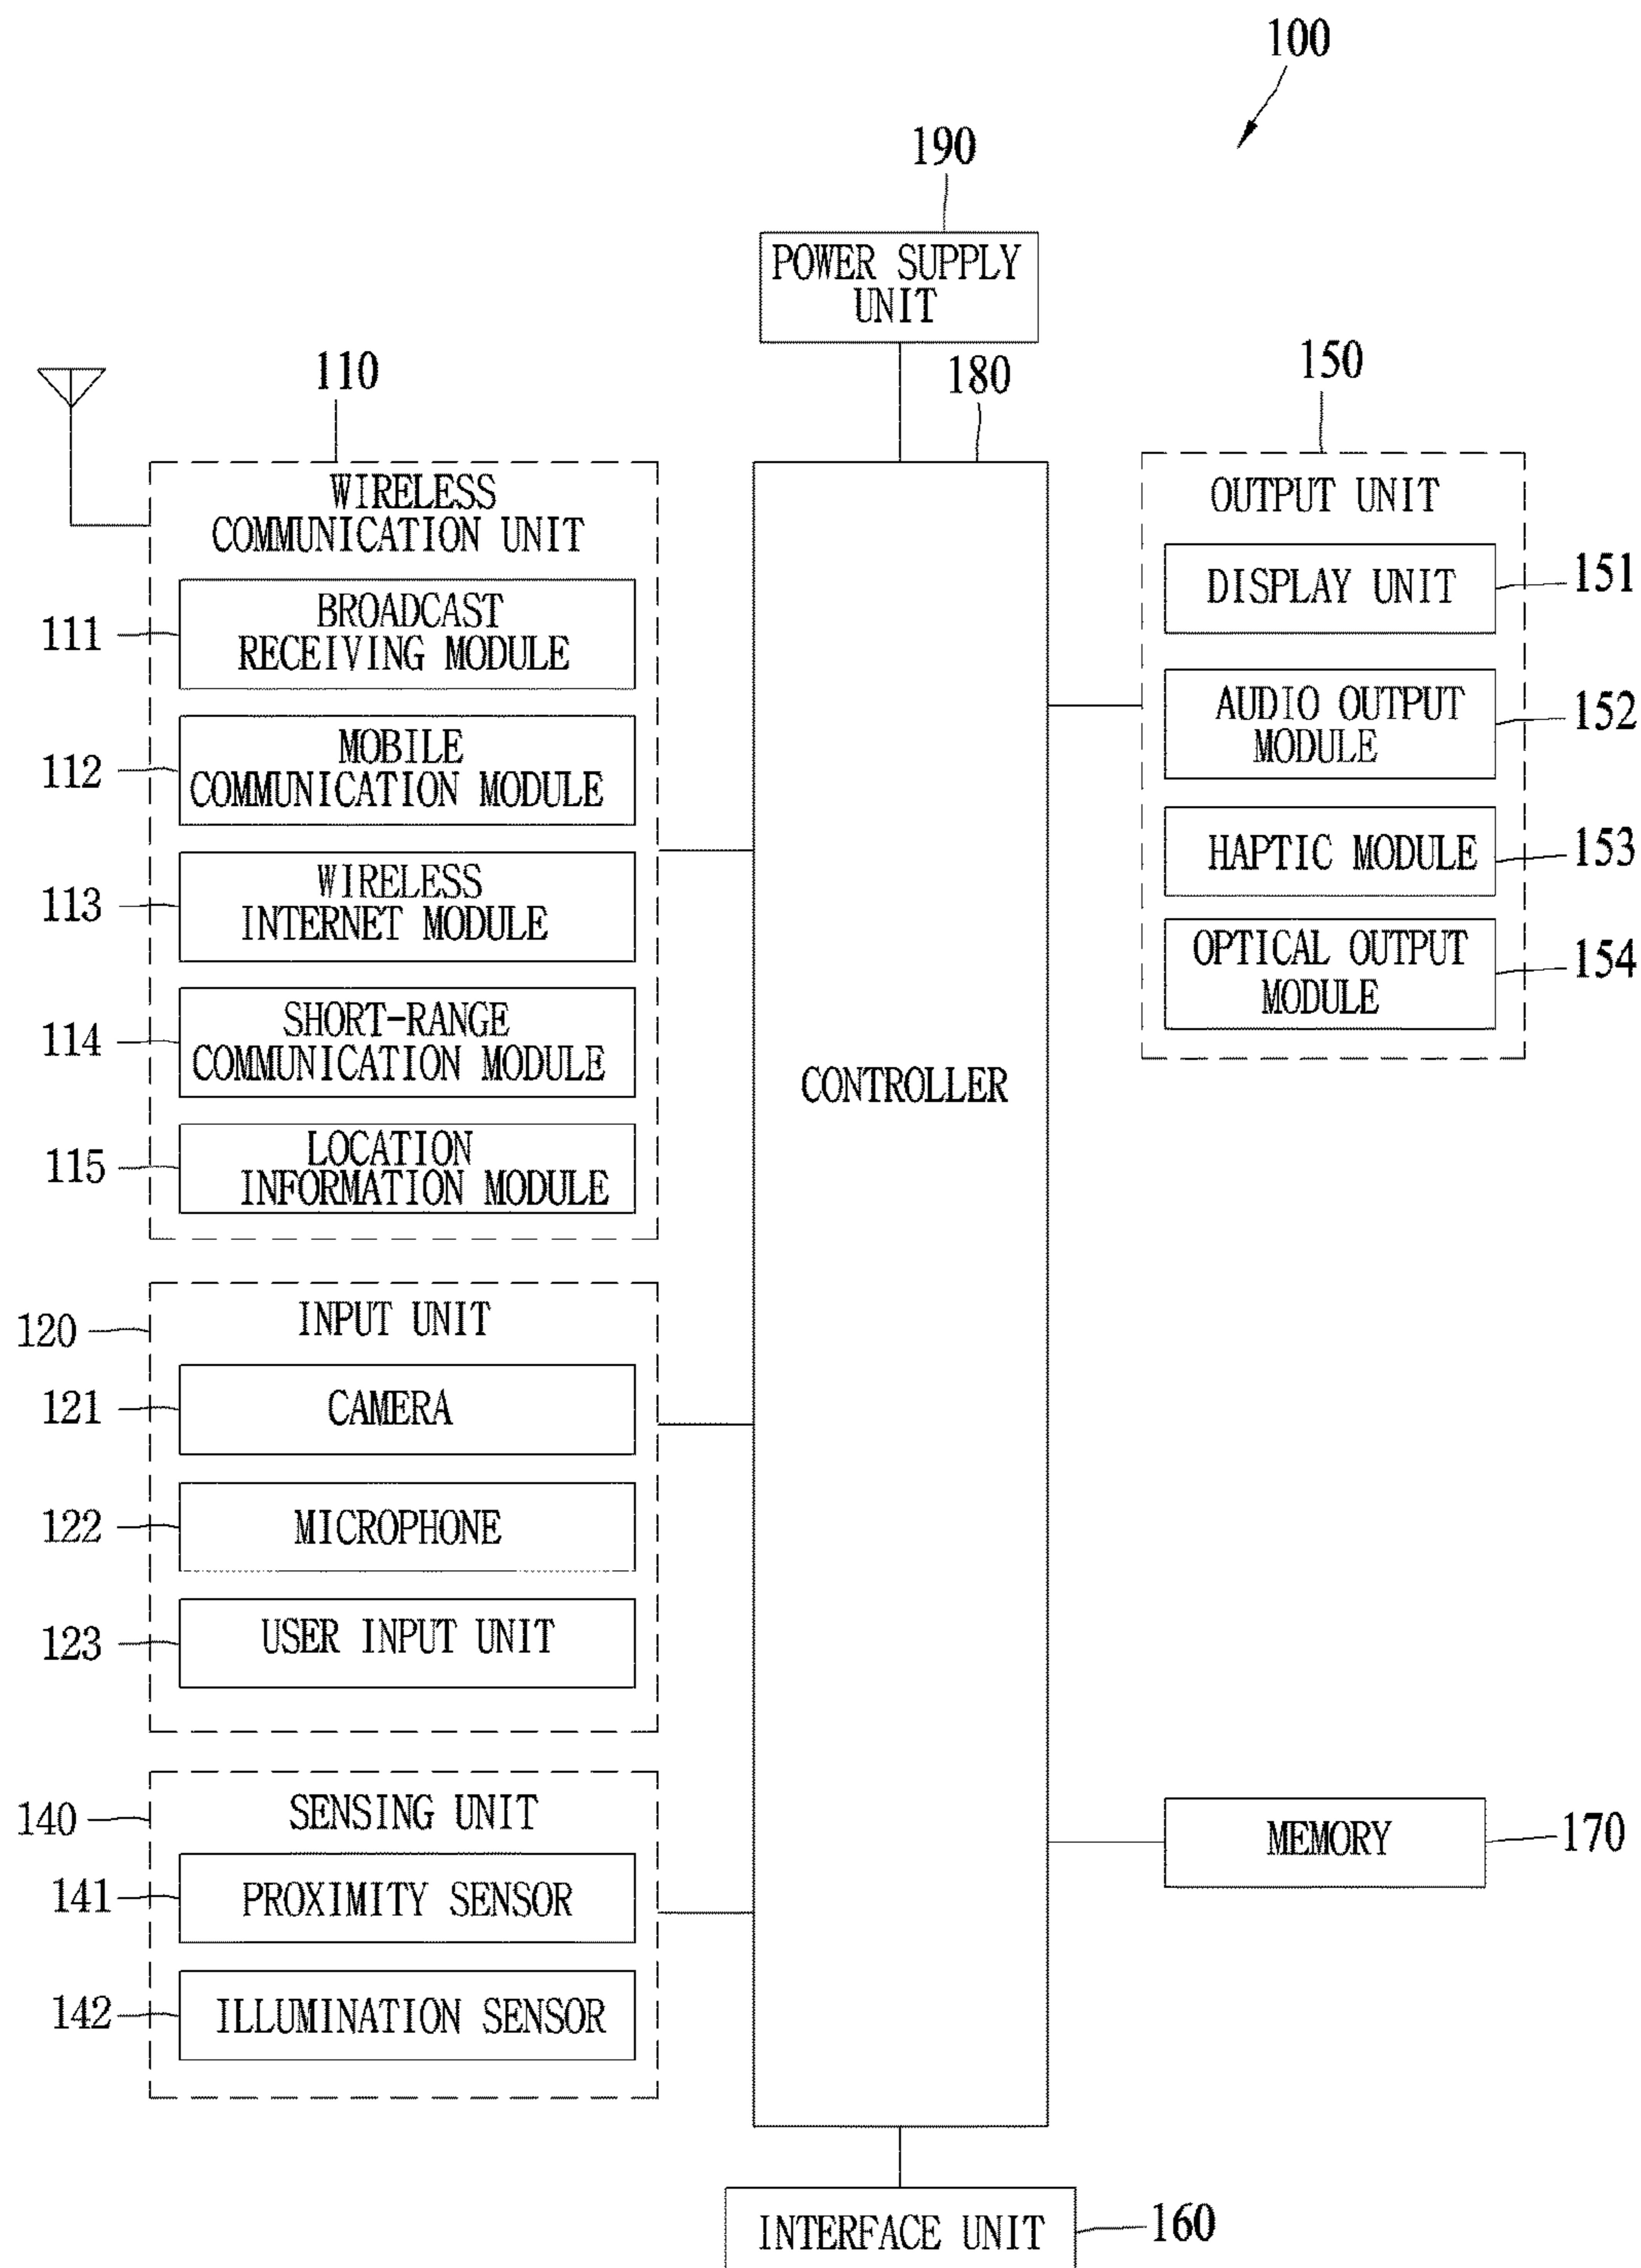 100
190
POWER SUPPLY
UNIT
110
180
150
WIRELESS
COMMUNICATION UNIT
111
BROADCAST
RECEIVING MODULE
112
MOBILE
COMMUNICATION MODULE
113
WIRELESS
INTERNET MODULE
114
SHORT-RANGE
COMMUNICATION MODULE
115
LOCATION
INFORMATION MODULE
120
INPUT UNIT
121
CAMERA
122
MICROPHONE
123
USER INPUT UNIT
140
SENSING UNIT
141
PROXIMITY SENSOR
142
ILLUMINATION SENSOR
CONTROLLER
OUTPUT UNIT
DISPLAY UNIT
151
AUDIO OUTPUT
MODULE
152
HAPTIC MODULE
153
OPTICAL OUTPUT
MODULE
154
MEMORY
170
INTERFACE UNIT
160